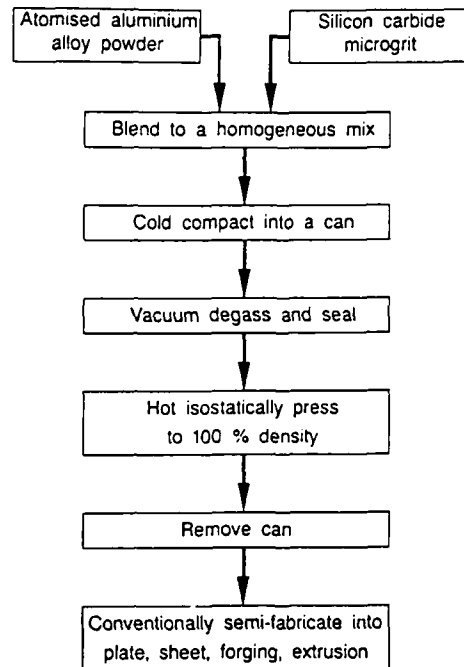 Atomised aluminium
alloy powder
Silicon carbide
microgrit
Blend to a homogeneous mix
Cold compact into a can
Vacuum degass and seal
Hot isostatically press
to 100 % density
Remove can
Conventionally semi-fabricate into
plate, sheet, forging, extrusion